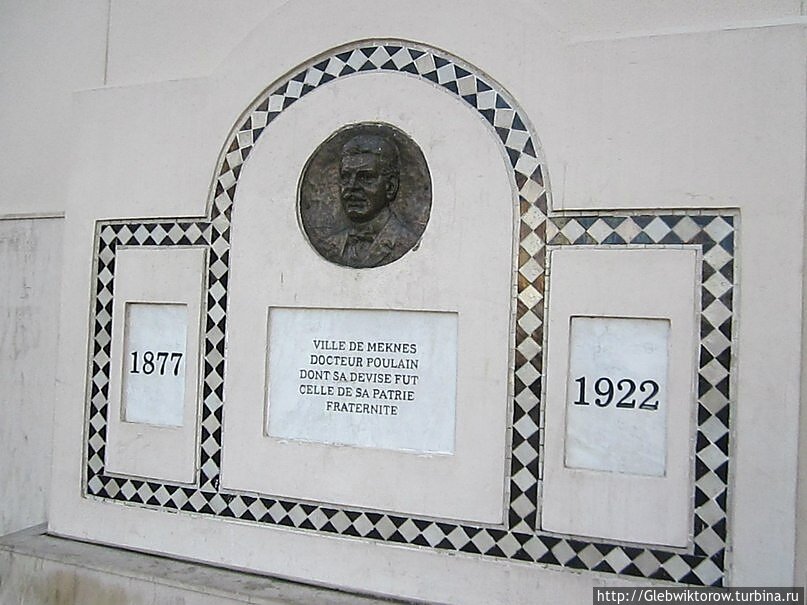 1877
VILLE DE MEKNES
DOCTEUR POULAIN
DONT SA DEVISE FUT
CELLE DE SA PATRIE
FRATERNITE
1922
http://Glebwiktorow.turbina.ru